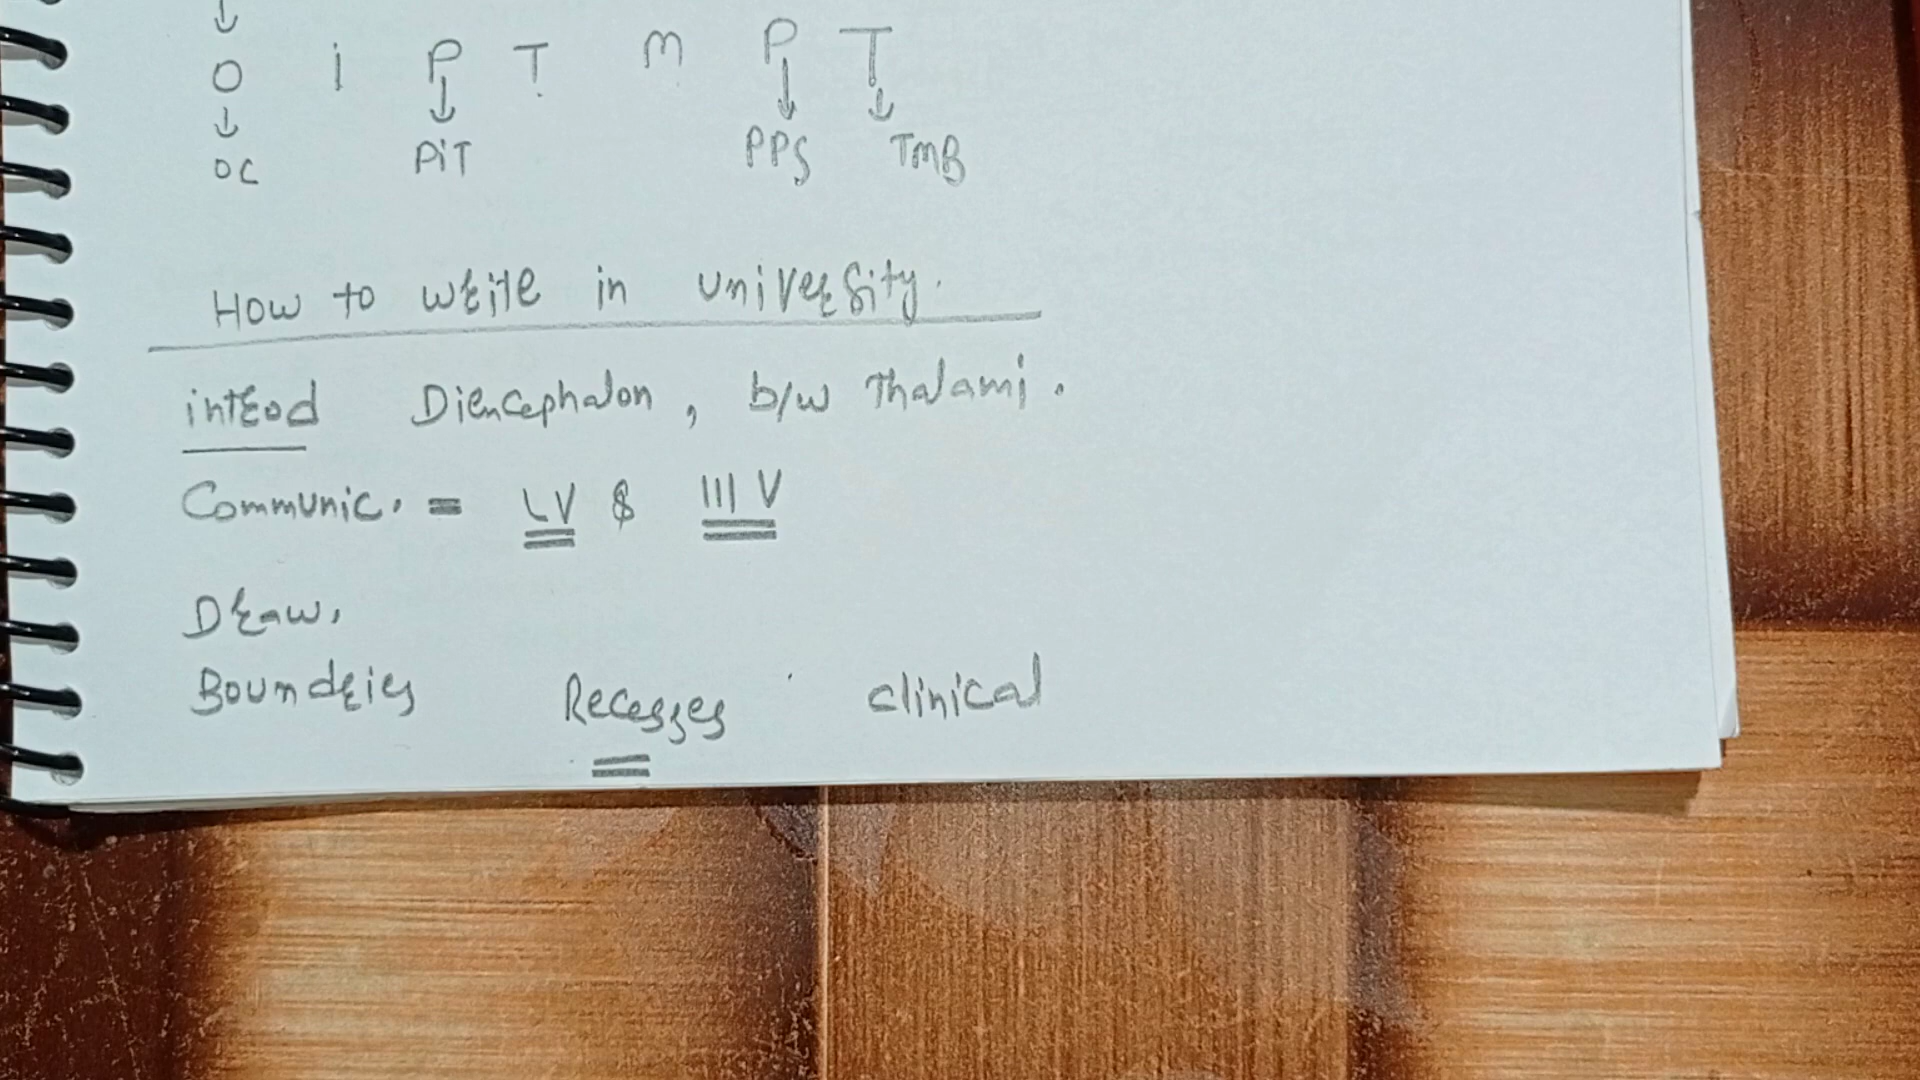 ↓
O I P T M P T
↓ ↓ ↓ ↓
OC PiT PPS TMB
How to write in university.
introd Diencephalon, b/w Thalami.
Communic. = LV & III V
Draw.
Boundries Recesses clinical